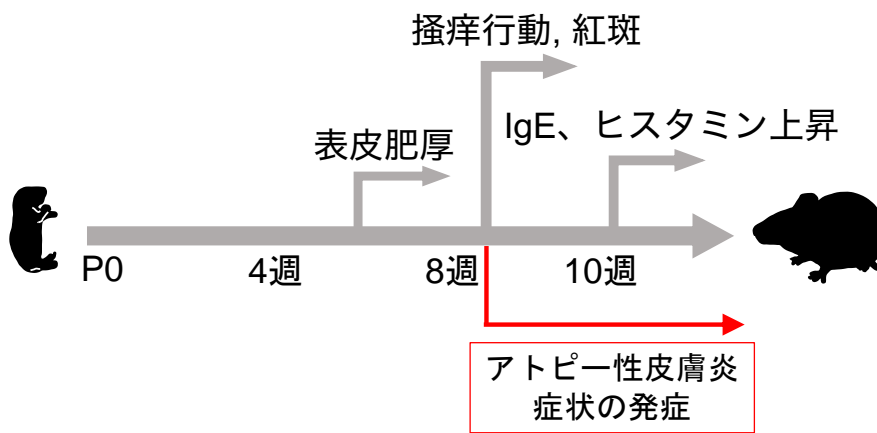 掻痒行動, 紅斑
IgE、ヒスタミン上昇
表皮肥厚
P0
4週
8週
10週
アトピー性皮膚炎
症状の発症